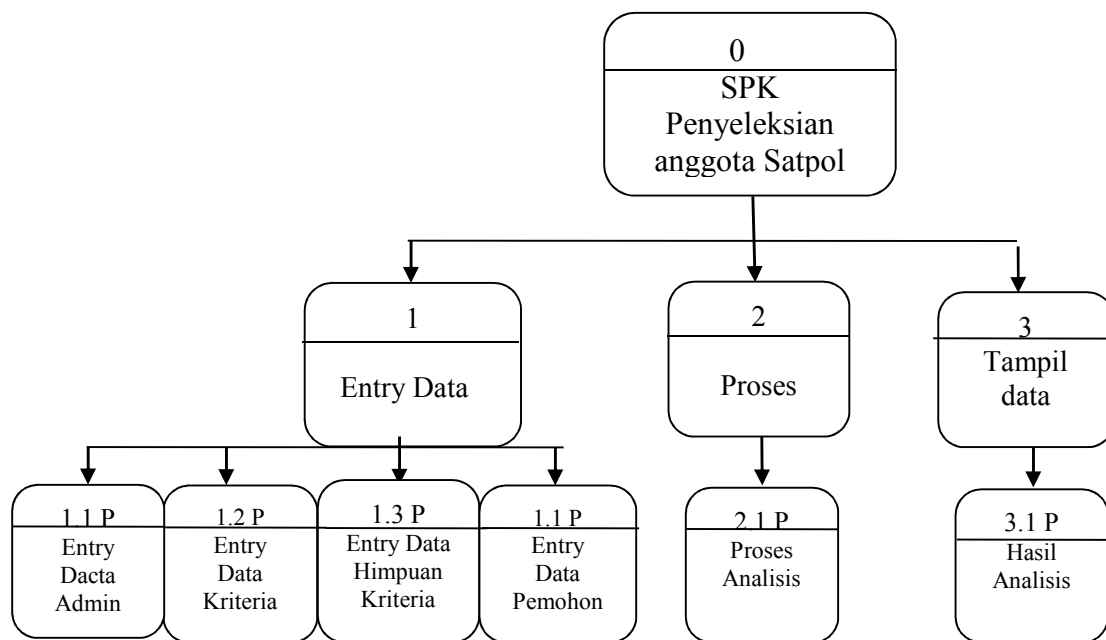 0
SPK
Penyeleksian
anggota Satpol
1
Entry Data
2
Proses
3
Tampil
data
1.1 P
Entry
Dacta
Admin
1.2 P
Entry
Data
Kriteria
1.3 P
Entry Data
Himpuan
Kriteria
1.1 P
Entry
Data
Pemohon
2.1 P
Proses
Analisis
3.1 P
Hasil
Analisis